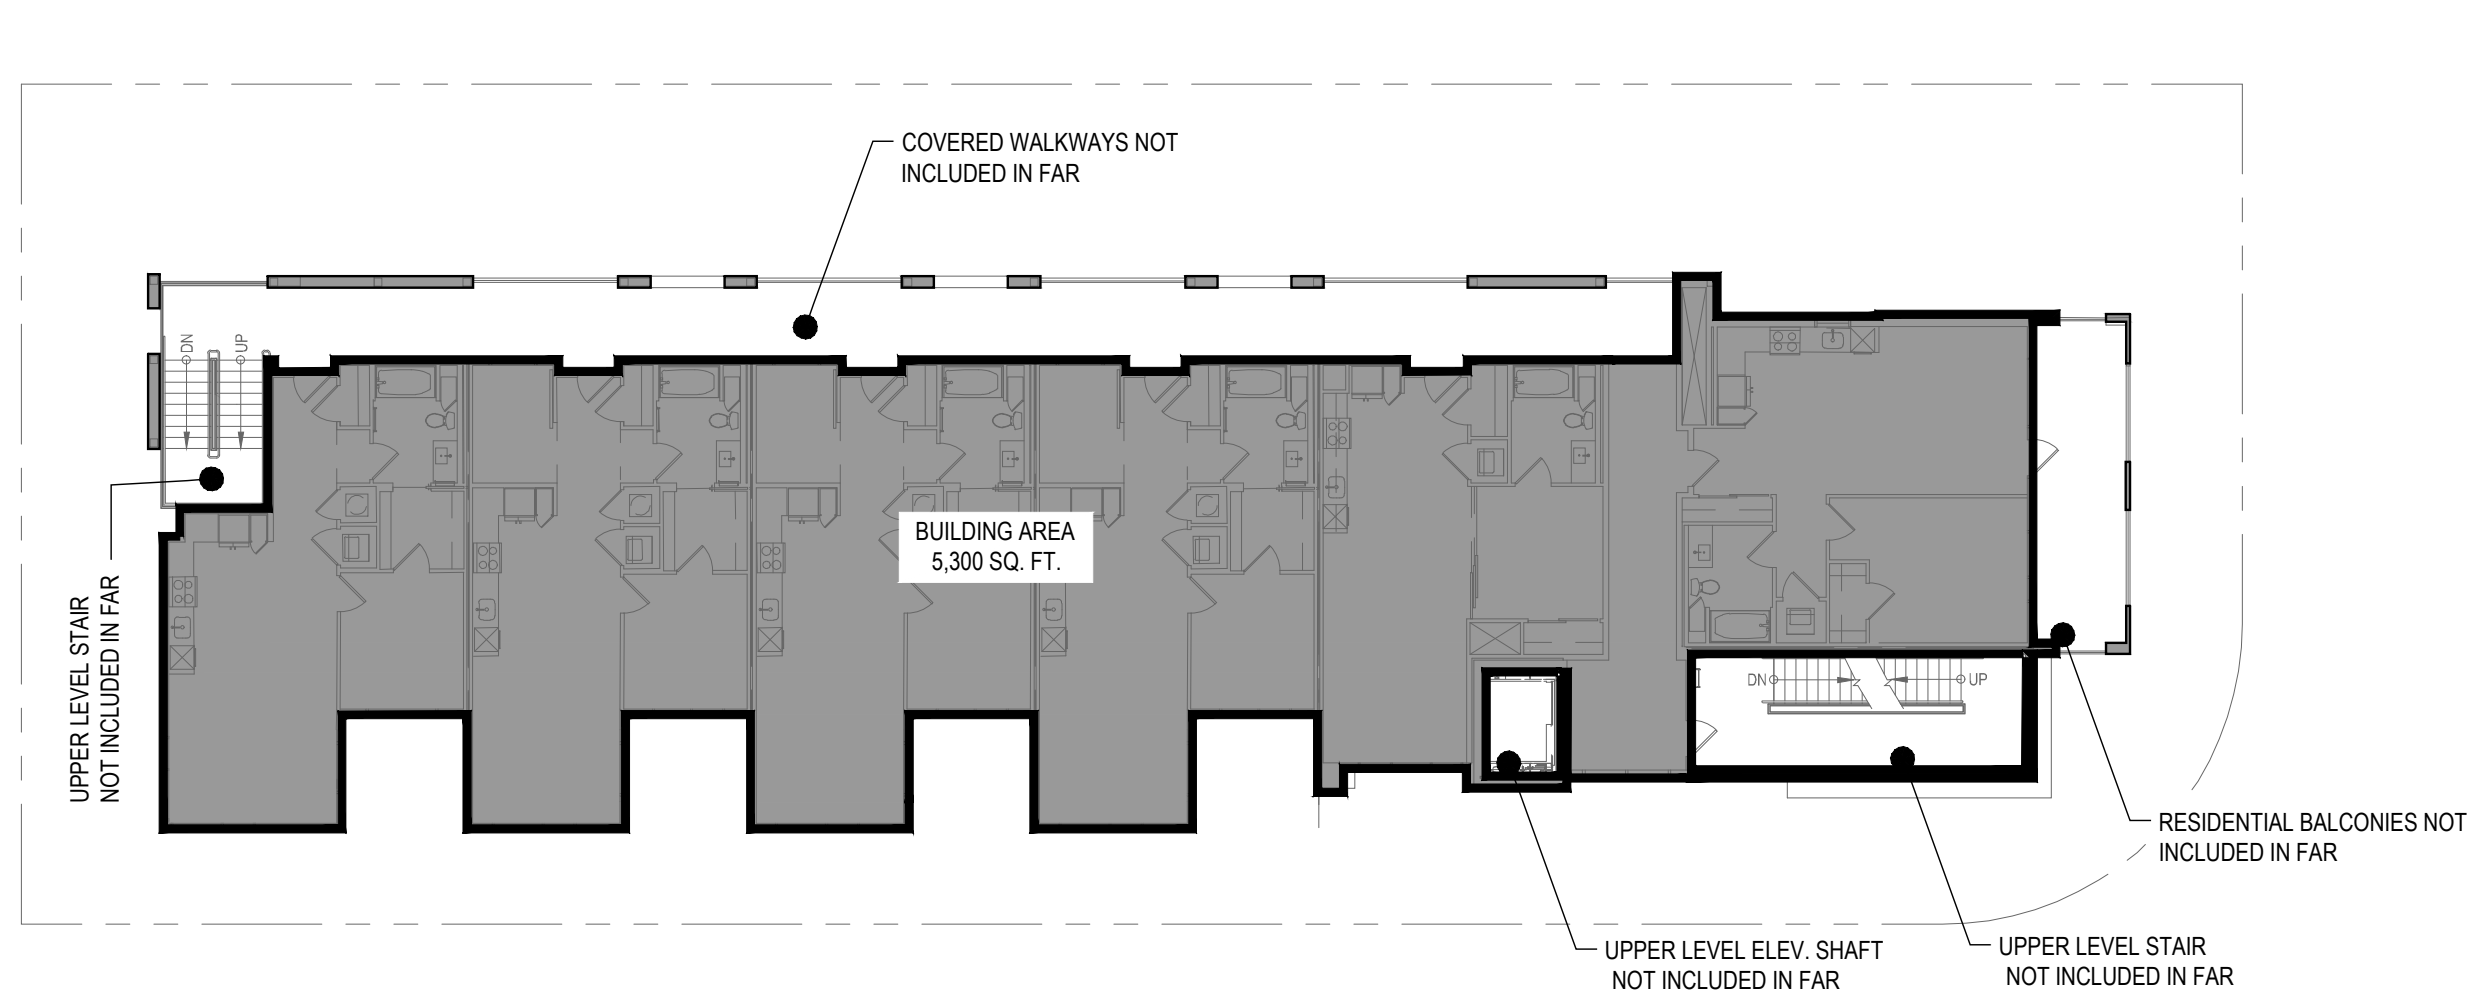 COVERED WALKWAYS NOT
INCLUDED IN FAR
DN
UP
BUILDING AREA
5,300 SQ. FT.
UPPER LEVEL STAIR
NOT INCLUDED IN FAR
DN
UP
RESIDENTIAL BALCONIES NOT
INCLUDED IN FAR
UPPER LEVEL ELEV. SHAFT
NOT INCLUDED IN FAR
UPPER LEVEL STAIR
NOT INCLUDED IN FAR